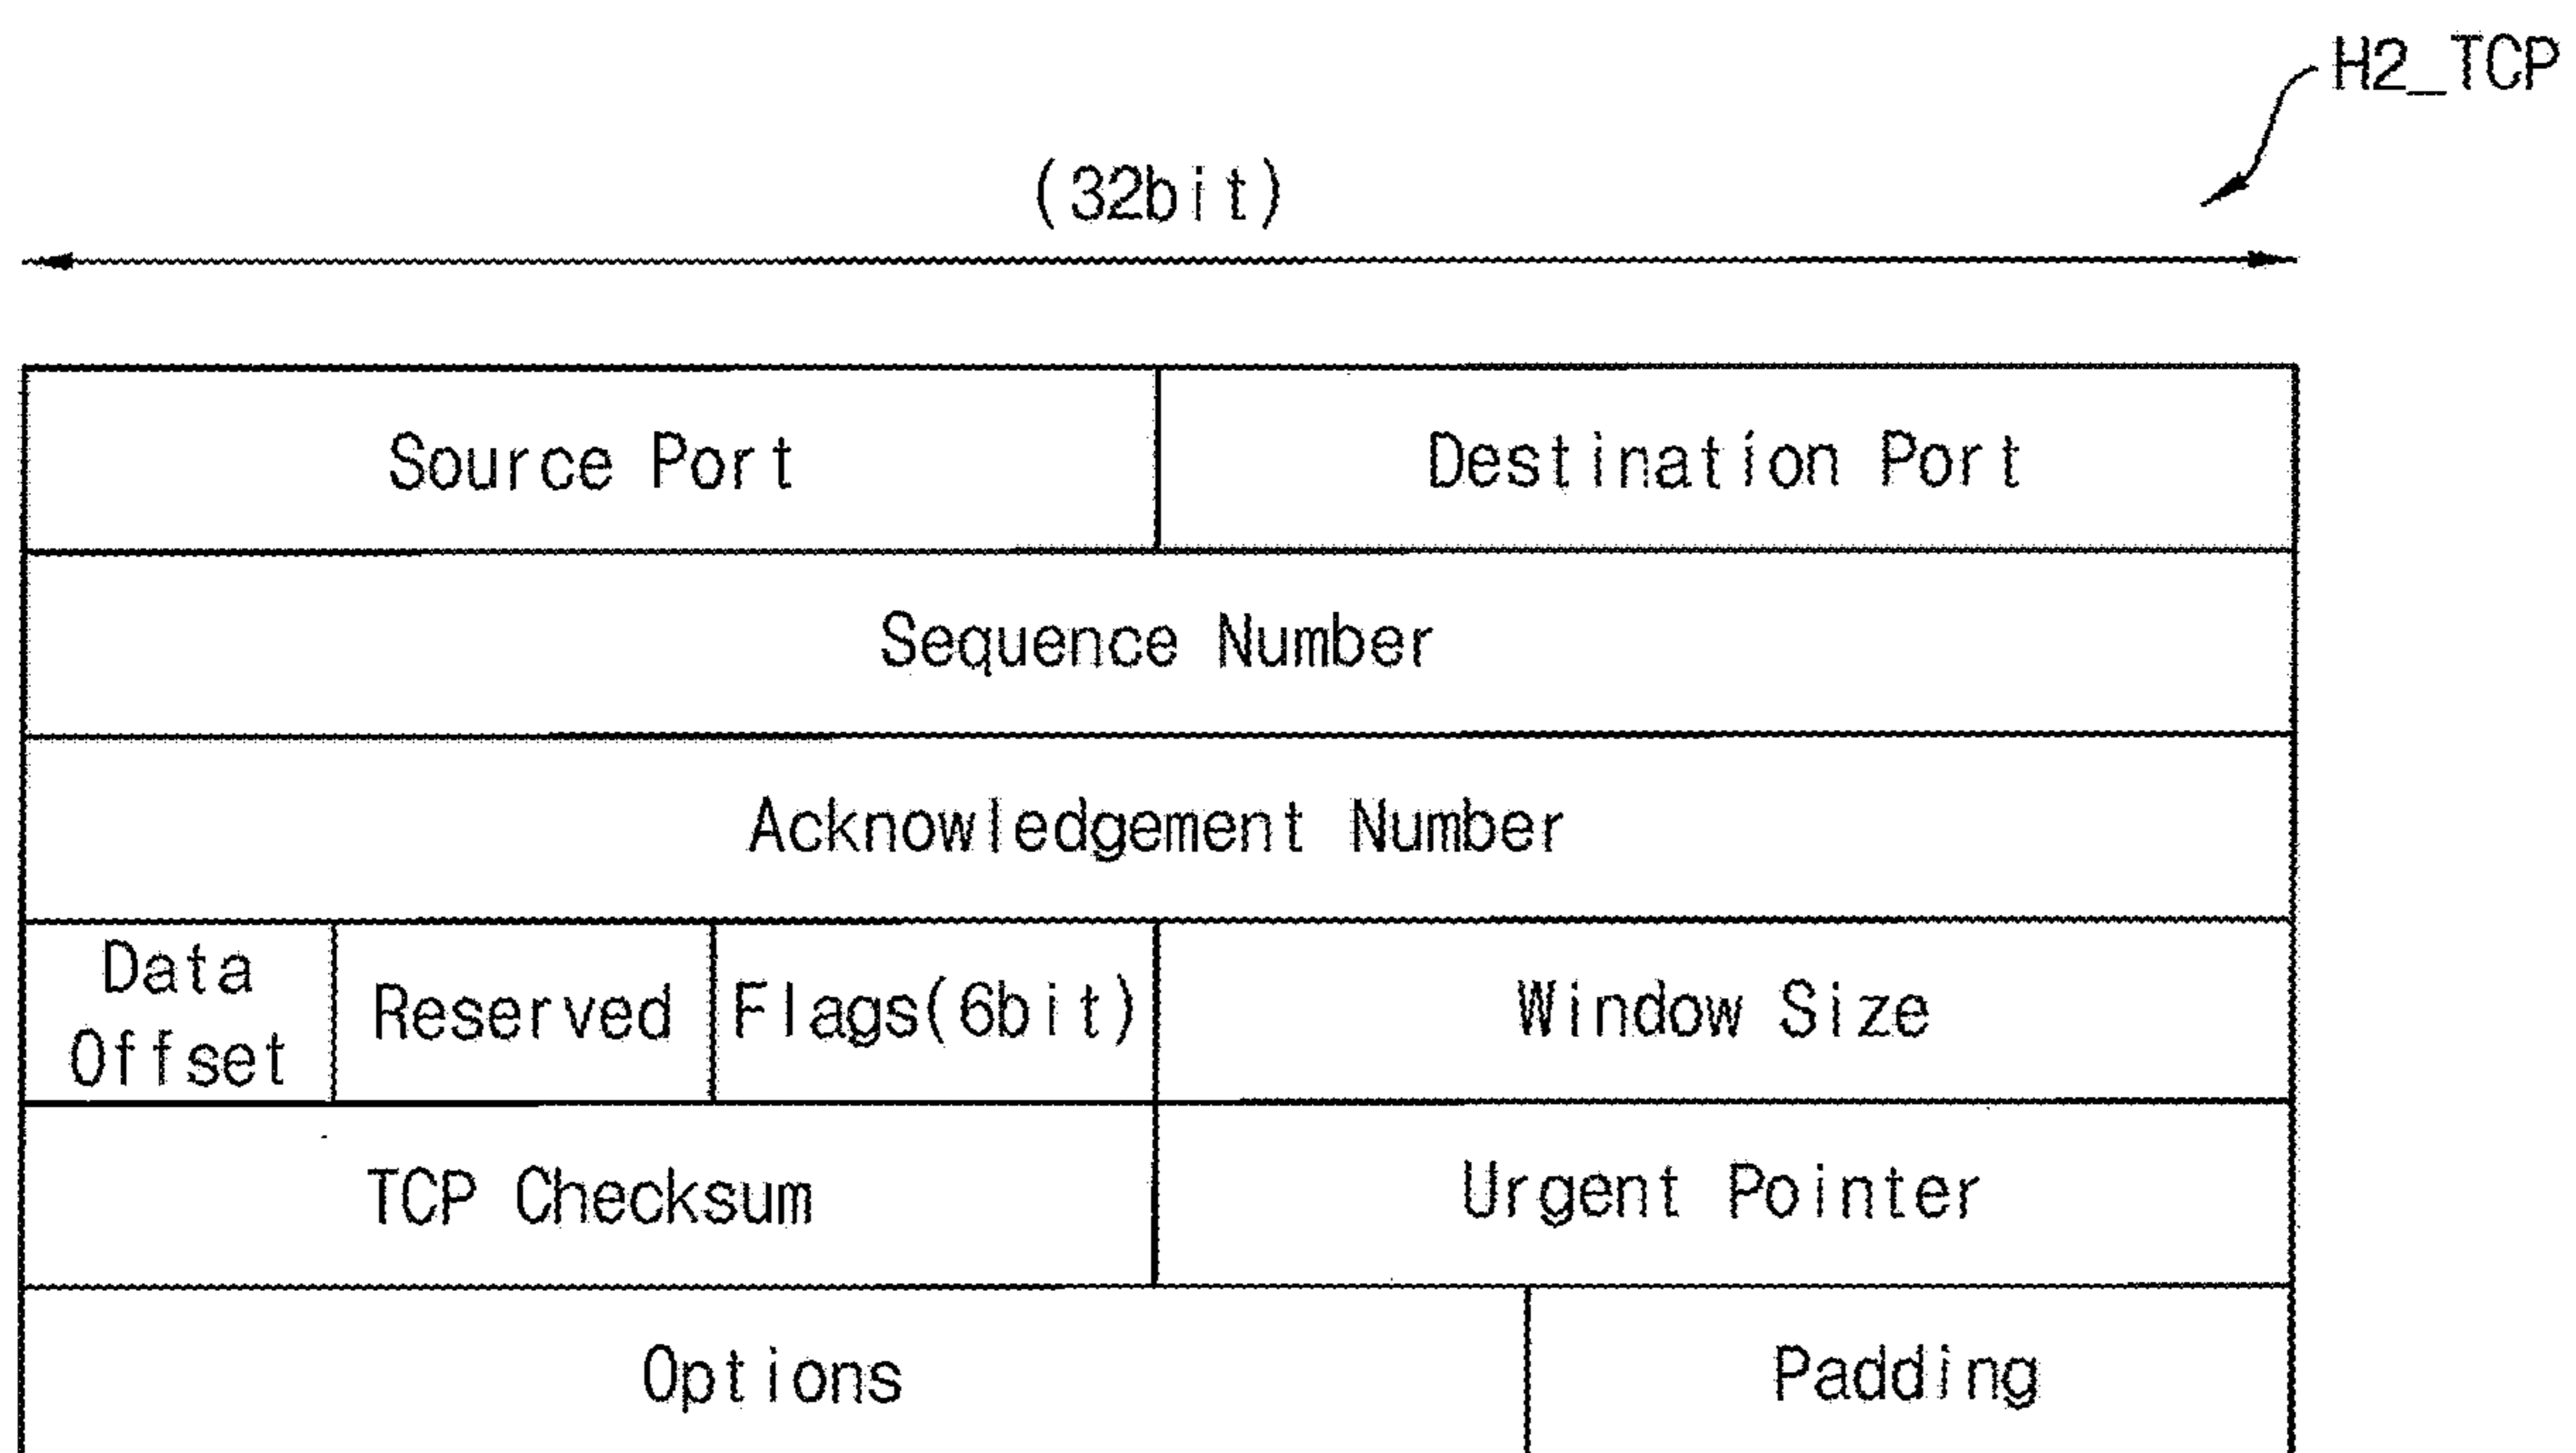 H2_TCP
(32bit)
Source Port Destination Port
Sequence Number
Acknowledgement Number
Data
Offset Reserved Flags(6bit) Window Size
TCP Checksum Urgent Pointer
Options Padding